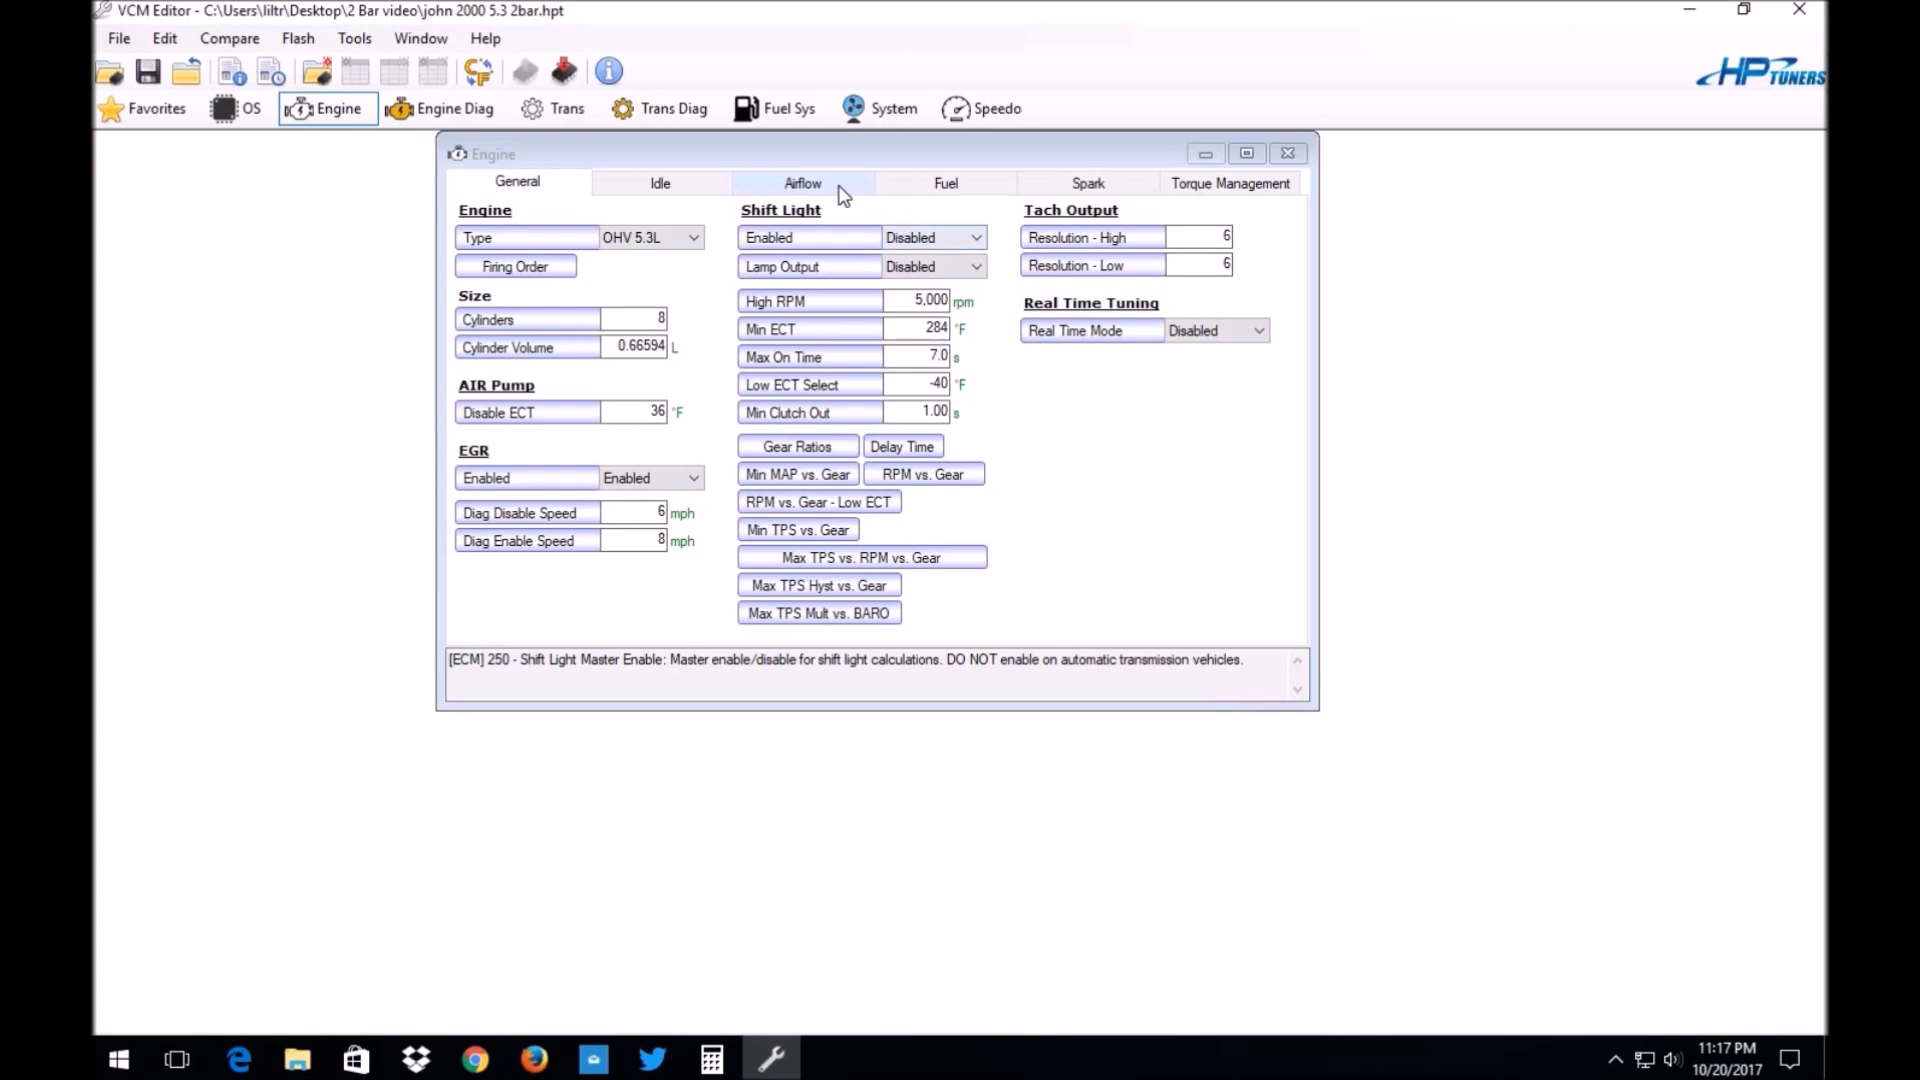 VCM Editor - C:\Users\liltr\Desktop\2 Bar video\john 2000 5.3 2bar.hpt
File Edit Compare Flash Tools Window Help
HP TUNERS
Favorites OS Engine Engine Diag Trans Trans Diag Fuel Sys System Speedo
Engine
General Idle Airflow Fuel Spark Torque Management
Engine
Type OHV 5.3L
Firing Order
Size
Cylinders 8
Cylinder Volume 0.66594 L
AIR Pump
Disable ECT 36 °F
EGR
Enabled Enabled
Diag Disable Speed 6 mph
Diag Enable Speed 8 mph
Shift Light
Enabled Disabled
Lamp Output Disabled
High RPM 5,000 rpm
Min ECT 284 °F
Max On Time 7.0 s
Low ECT Select -40 °F
Min Clutch Out 1.00 s
Gear Ratios Delay Time
Min MAP vs. Gear RPM vs. Gear
RPM vs. Gear - Low ECT
Min TPS vs. Gear
Max TPS vs. RPM vs. Gear
Max TPS Hyst vs. Gear
Max TPS Mult vs. BARO
Tach Output
Resolution - High 6
Resolution - Low 6
Real Time Tuning
Real Time Mode Disabled
[ECM] 250 - Shift Light Master Enable: Master enable/disable for shift light calculations. DO NOT enable on automatic transmission vehicles.
11:17 PM
10/20/2017